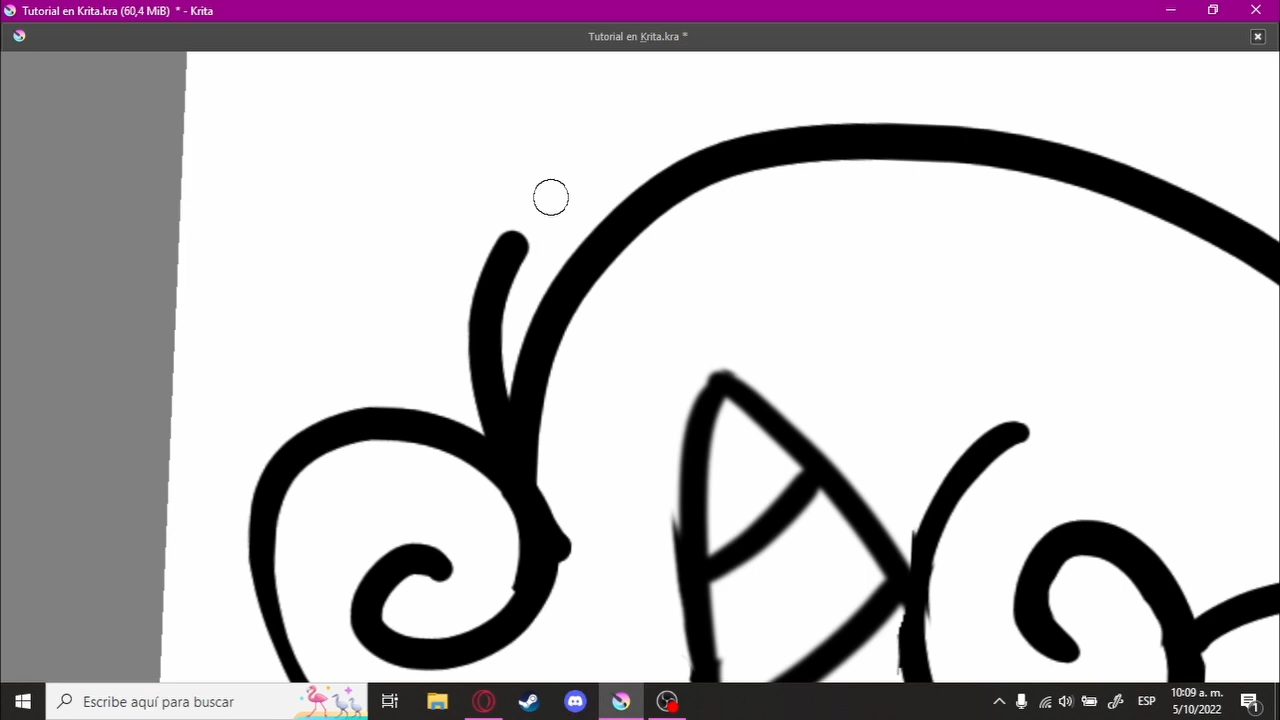 Tutorial en Krita.kra (60,4 MiB) * - Krita
Tutorial en Krita.kra *
Escribe aquí para buscar
ESP
10:09 a. m.
5/10/2022
1